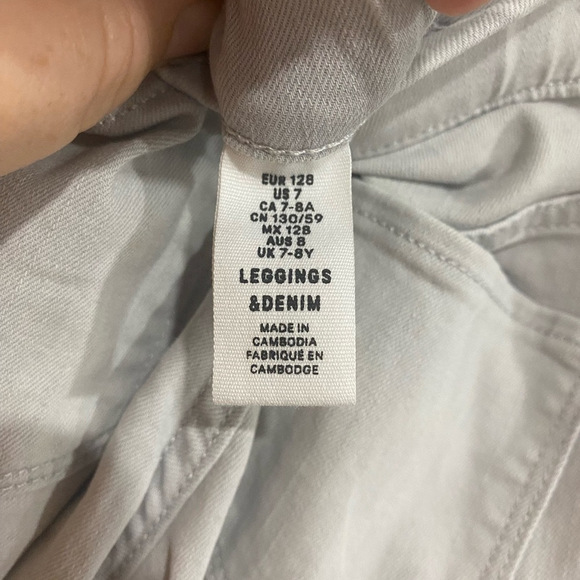 EUR 128
US 7
CA 7-8A
CN 130/59
MX 128
AUS 8
UK 7-8Y
LEGGINGS
&DENIM
MADE IN
CAMBODIA
FABRIQUÉ EN
CAMBODGE